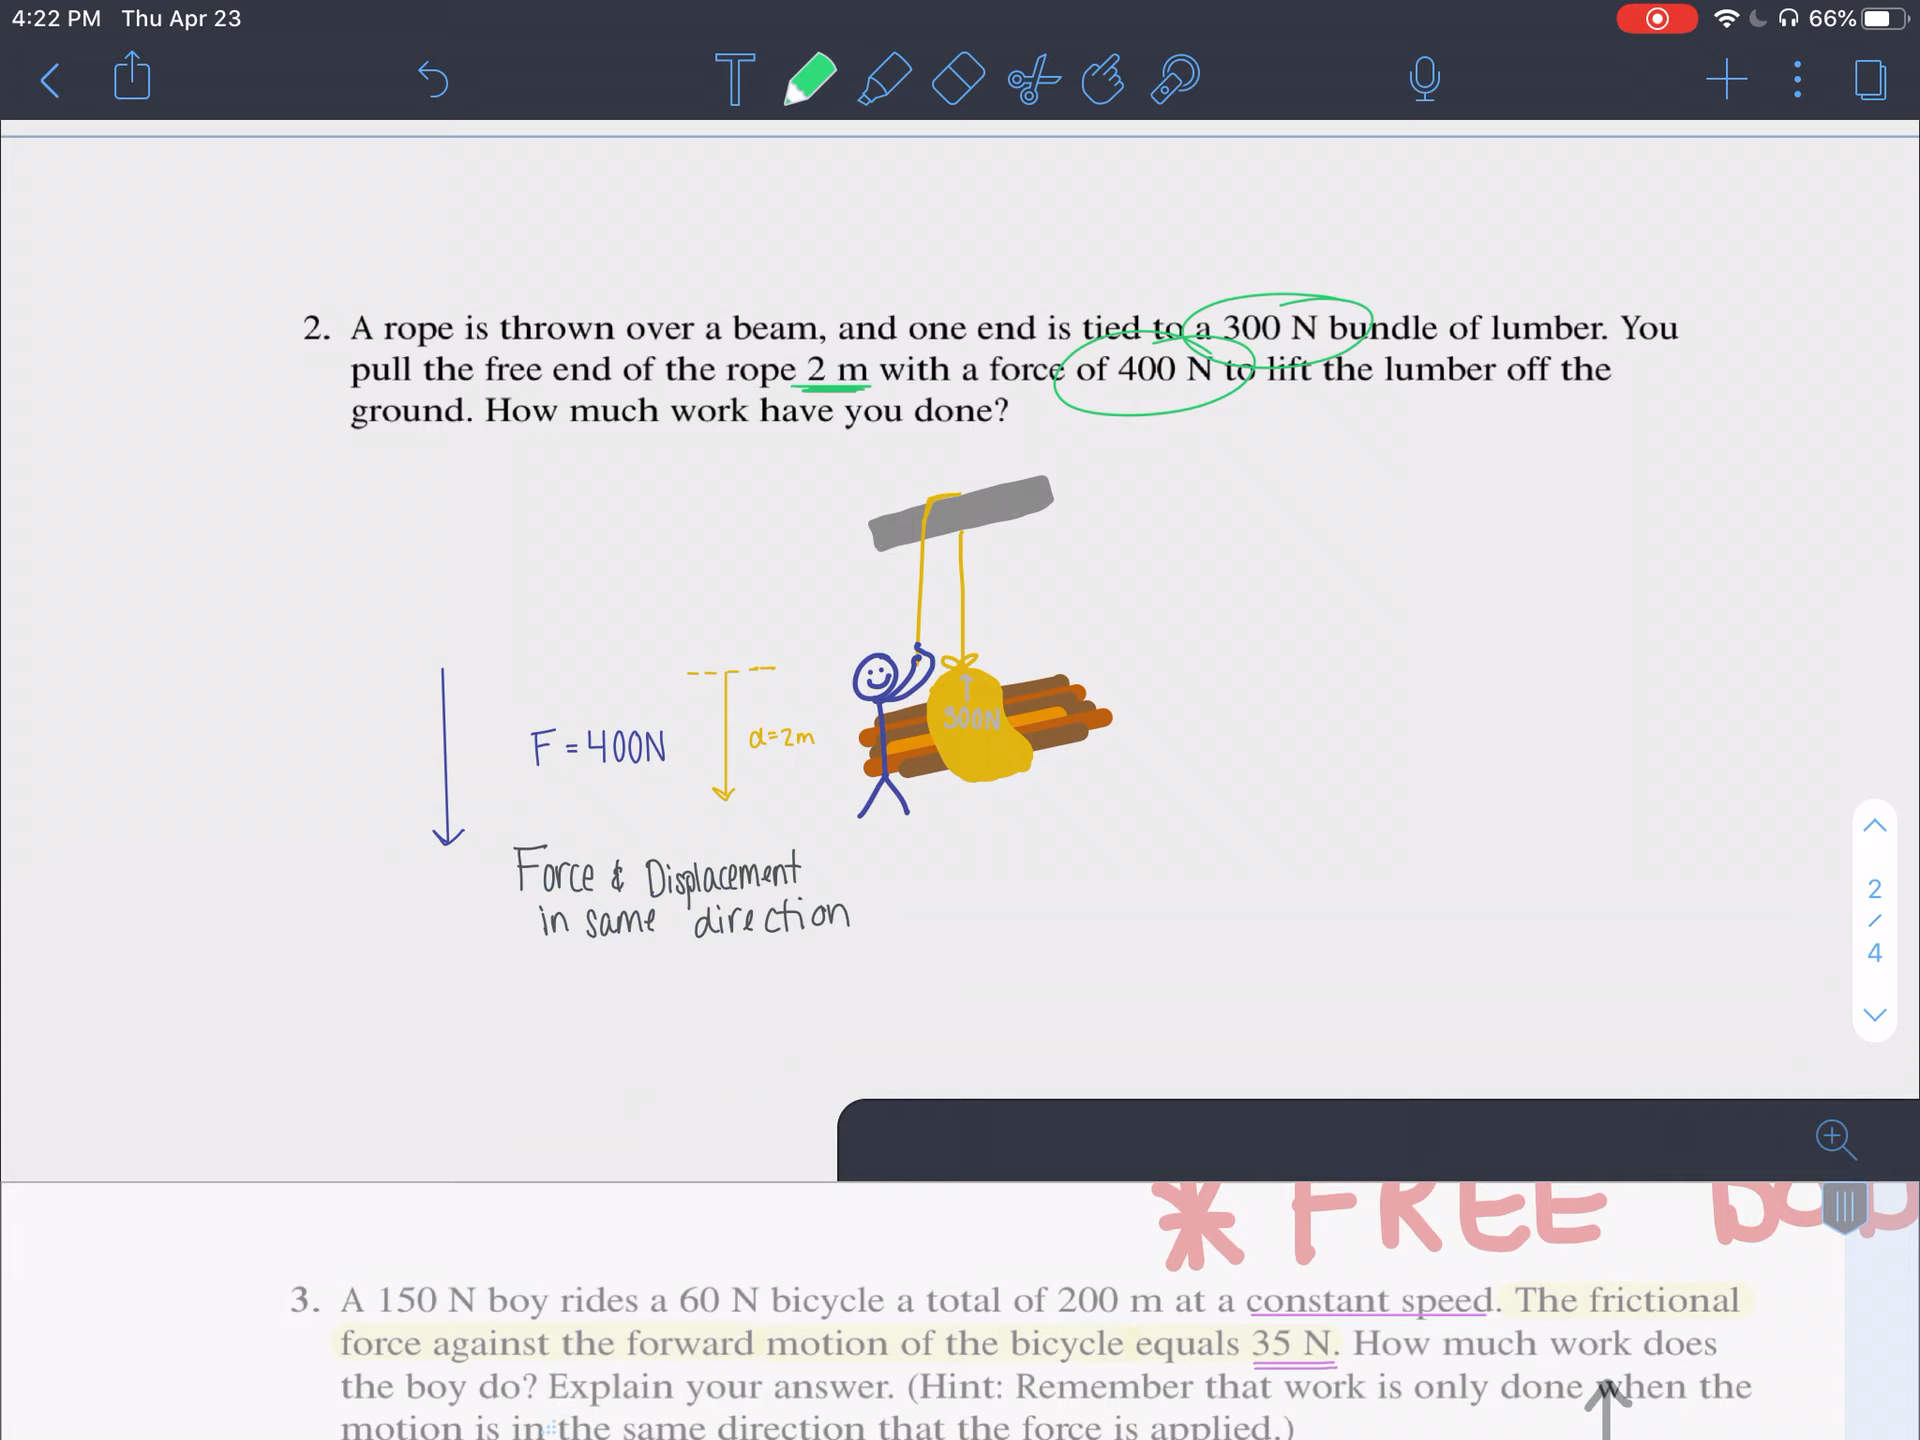 4:22 PM Thu Apr 23
66%
T
2. A rope is thrown over a beam, and one end is tied to a 300 N bundle of lumber. You
pull the free end of the rope 2 m with a force of 400 N to lift the lumber off the
ground. How much work have you done?
300N
F = 400N
d=2m
Force & Displacement
in same direction
2
/
4
* FREE BOD
3. A 150 N boy rides a 60 N bicycle a total of 200 m at a constant speed. The frictional
force against the forward motion of the bicycle equals 35 N. How much work does
the boy do? Explain your answer. (Hint: Remember that work is only done when the
motion is in the same direction that the force is applied.)